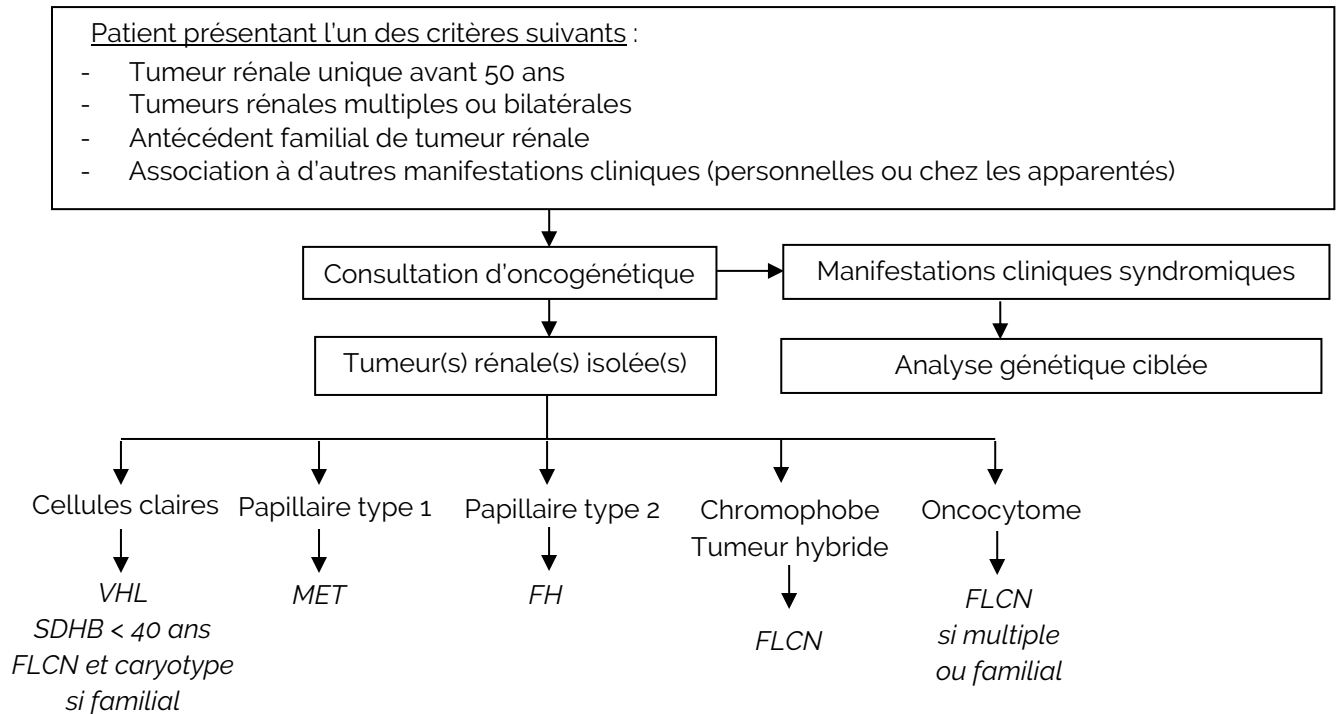 Patient présentant l'un des critères suivants :
- Tumeur rénale unique avant 50 ans
- Tumeurs rénales multiples ou bilatérales
- Antécédent familial de tumeur rénale
- Association à d'autres manifestations cliniques (personnelles ou chez les apparentés)
Consultation d'oncogénétique
Manifestations cliniques syndromiques
Tumeur(s) rénale(s) isolée(s)
Analyse génétique ciblée
Cellules claires
Papillaire type 1
Papillaire type 2
Chromophobe
Tumeur hybride
Oncocytome
VHL
SDHB < 40 ans
FLCN et caryotype
si familial
MET
FH
FLCN
FLCN
si multiple
ou familial